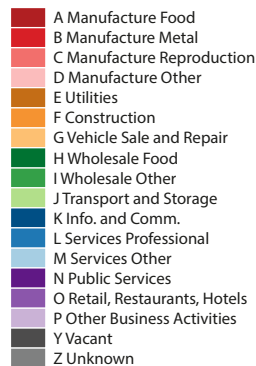 A Manufacture Food
B Manufacture Metal
C Manufacture Reproduction
D Manufacture Other
E Utilities
F Construction
G Vehicle Sale and Repair
H Wholesale Food
I Wholesale Other
J Transport and Storage
K Info. and Comm.
L Services Professional
M Services Other
N Public Services
O Retail, Restaurants, Hotels
P Other Business Activities
Y Vacant
Z Unknown